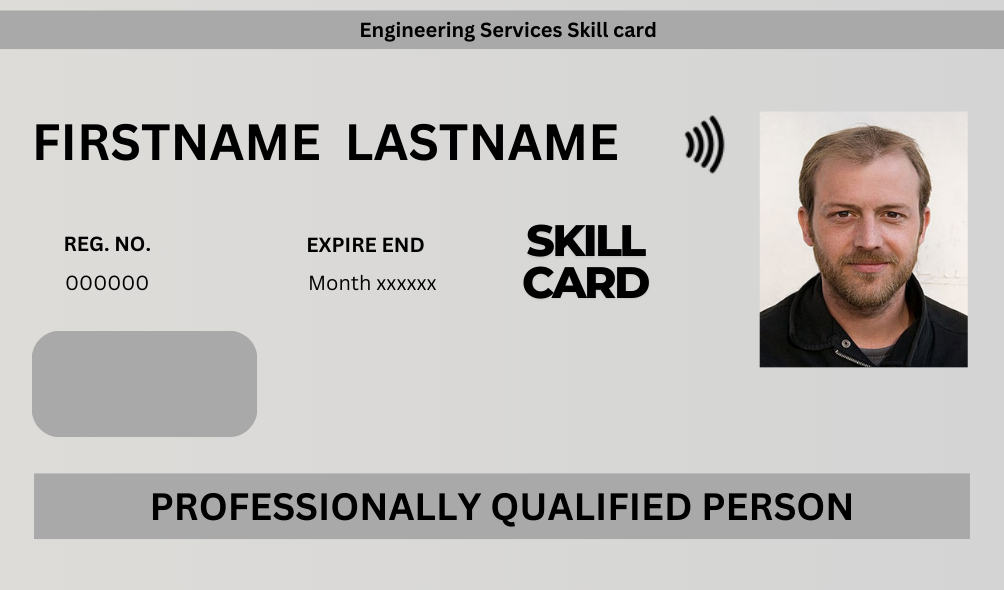 Engineering Services Skill card
FIRSTNAME LASTNAME
REG. NO.
000000
EXPIRE END
Month xxxxxx
SKILL
CARD
PROFESSIONALLY QUALIFIED PERSON